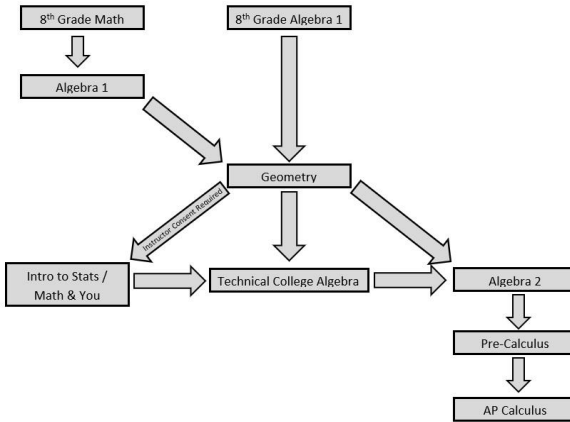 8th Grade Math
8th Grade Algebra 1
Algebra 1
Geometry
Instructor Consent Required
Intro to Stats /
Math & You
Technical College Algebra
Algebra 2
Pre-Calculus
AP Calculus